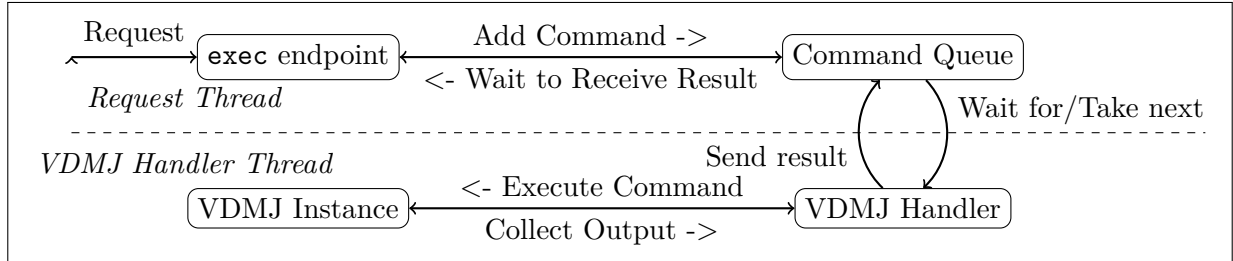 Request
Add Command ->
exec endpoint
Command Queue
<- Wait to Receive Result
Request Thread
Wait for/Take next
VDMJ Handler Thread
Send result
<- Execute Command
VDMJ Instance
VDMJ Handler
Collect Output ->